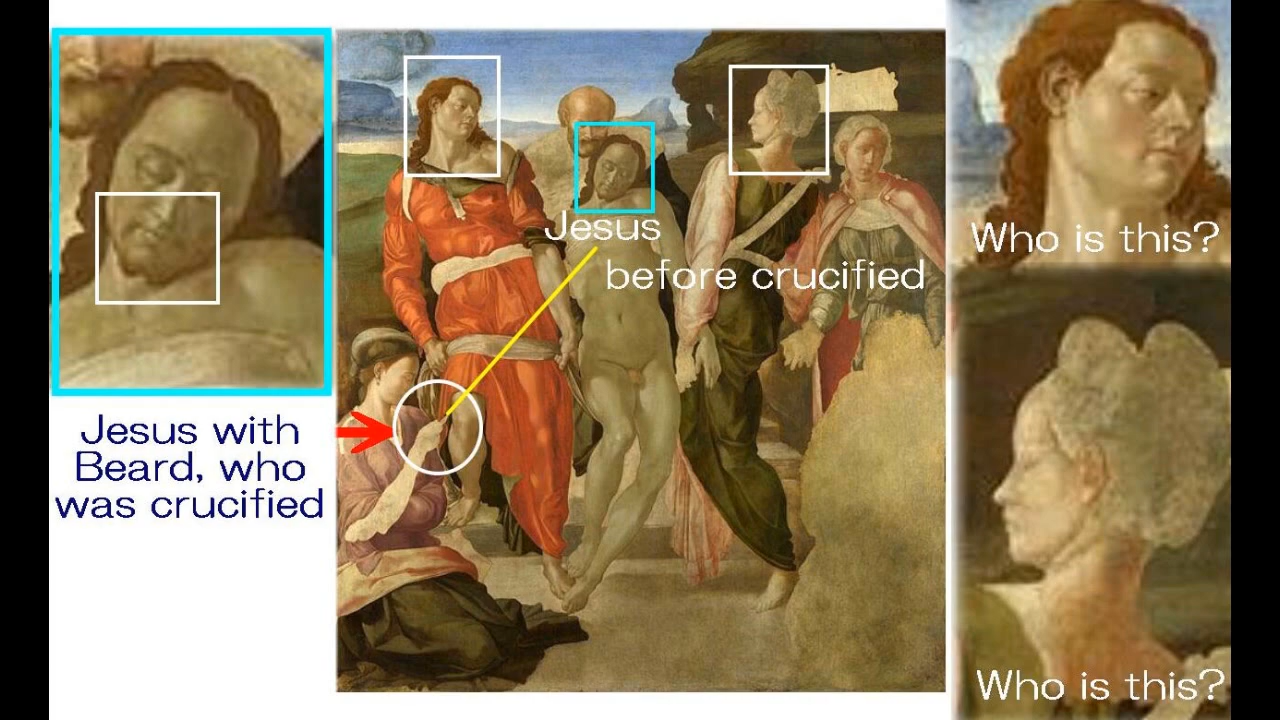 Jesus
before crucified
Jesus with
Beard, who
was crucified
Who is this?
Who is this?